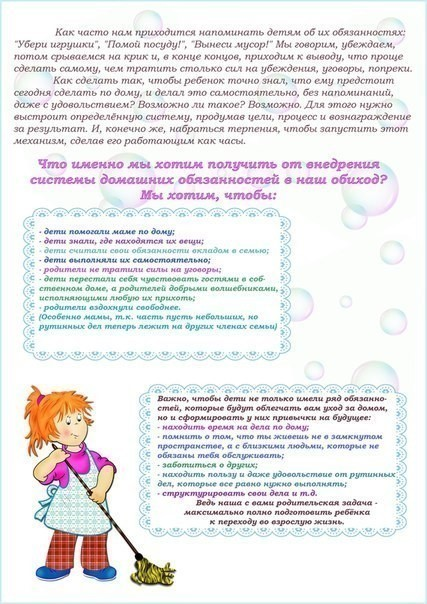 Как часто нам приходится напоминать детям об их обязанностях:
"Убери игрушки", "Помой посуду!", "Вынеси мусор!" Мы говорим, убеждаем,
потом срываемся на крик и, в конце концов, приходим к выводу, что проще
сделать самому, чем тратить столько сил на убеждения, уговоры, попреки.
Как сделать так, чтобы ребенок точно знал, что ему предстоит
сегодня сделать по дому, и делал это самостоятельно, без напоминаний,
даже с удовольствием? Возможно ли такое? Возможно. Для этого нужно
выстроит определённую систему, продумав цели, процесс и вознаграждение
за результат. И, конечно же, набраться терпения, чтобы запустить этот
механизм, сделав его работающим как часы.
Что именно мы хотим получить от внедрения
системы домашних обязанностей в наш обиход?
Мы хотим, чтобы:
- дети помогали маме по дому;
- дети знали, где находятся их вещи;
- дети считали свои обязанности вкладом в семью;
- дети выполняли их самостоятельно;
- родители не тратили силы на уговоры;
- дети перестали себя чувствовать гостями в соб-
ственном доме, а родителей добрыми волшебниками,
исполняющими любую их прихоть;
- родители вздохнули свободнее.
(Особенно мамы, т.к. часть пусть небольших, но
рутинных дел теперь лежит на других членах семьи)
Важно, чтобы дети не только имели ряд обязанно-
стей, которые будут облегчать вам уход за домом,
но и сформировать у них привычки на будущее:
- находить время на дела по дому;
- помнить о том, что ты живешь не в замкнутом
пространстве, а с близкими людьми, которые не
обязаны тебя обслуживать;
- заботиться о других;
- находить пользу и даже удовольствие от рутинных
дел, которые все равно нужно выполнять;
- структурировать свои дела и т.д.
Ведь наша с вами родительская задача -
максимально полно подготовить ребёнка
к переходу во взрослую жизнь.